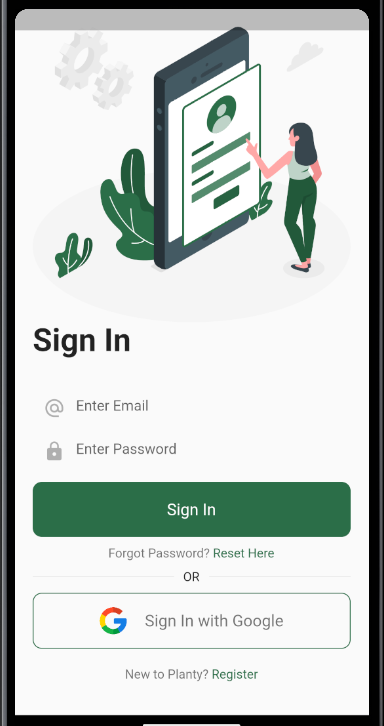 Sign In
Enter Email
Enter Password
Sign In
Forgot Password? Reset Here
OR
Sign In with Google
New to Planty? Register